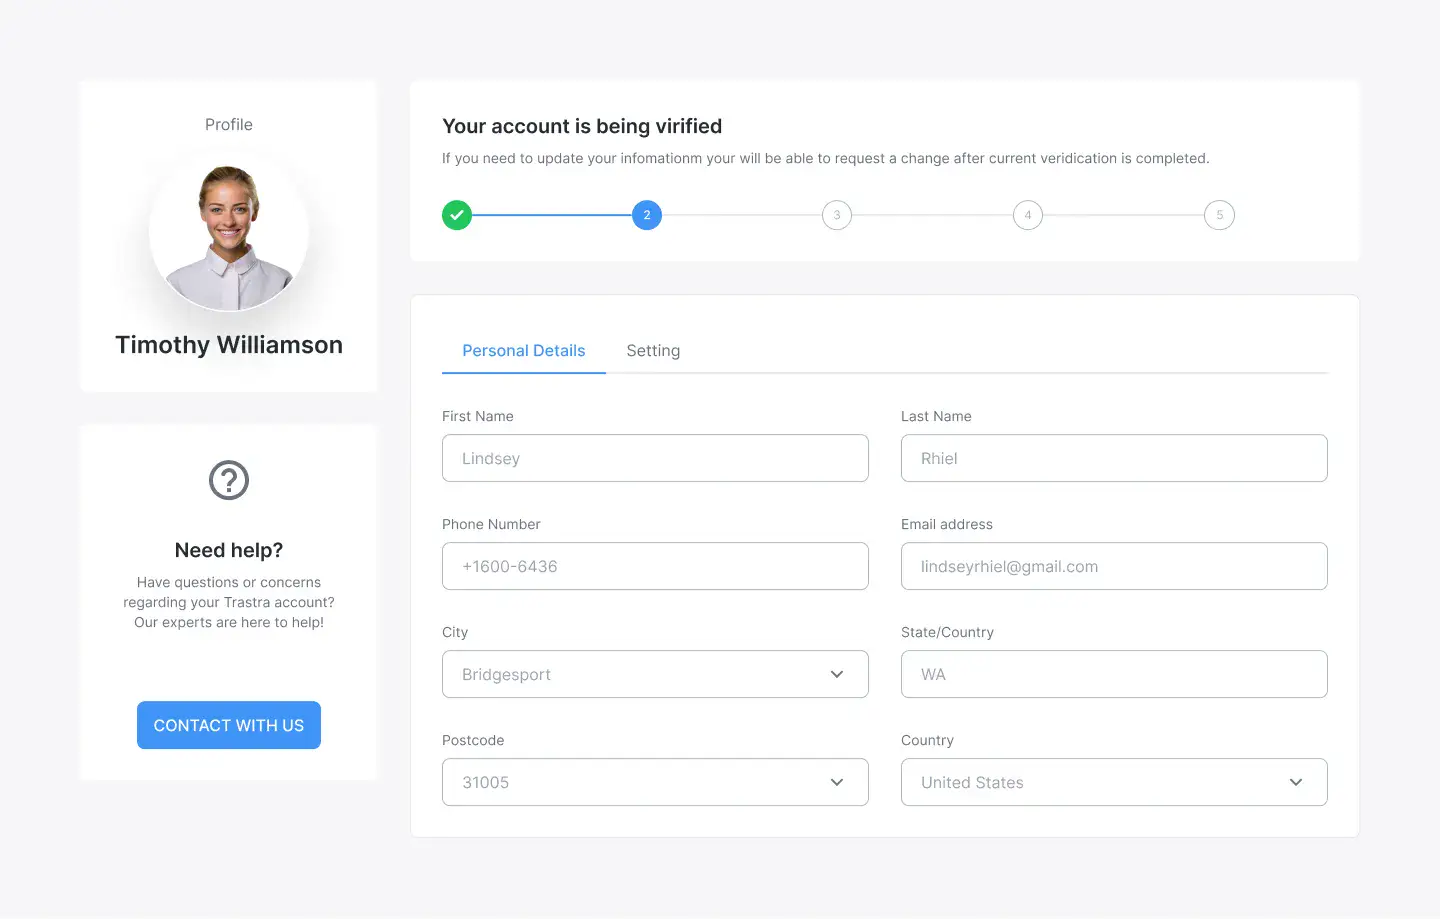 Profile
Timothy Williamson
Need help?
Have questions or concerns
regarding your Trastra account?
Our experts are here to help!
CONTACT WITH US
Your account is being virified
If you need to update your infomationm your will be able to request a change after current veridication is completed.
2 3 4 5
Personal Details Setting
First Name Last Name
Lindsey Rhiel
Phone Number Email address
+1600-6436 lindseyrhiel@gmail.com
City State/Country
Bridgesport WA
Postcode Country
31005 United States